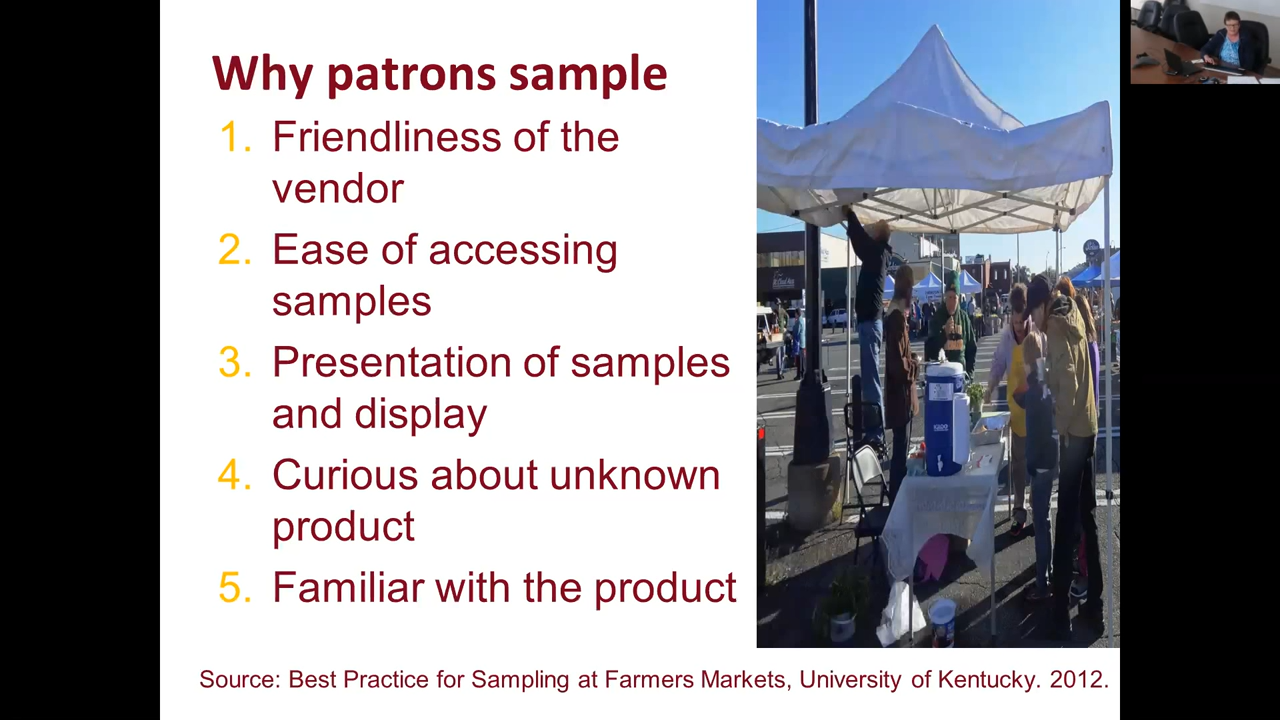 Why patrons sample
1. Friendliness of the
vendor
2. Ease of accessing
samples
3. Presentation of samples
and display
4. Curious about unknown
product
5. Familiar with the product
IGLOO
Source: Best Practice for Sampling at Farmers Markets, University of Kentucky. 2012.